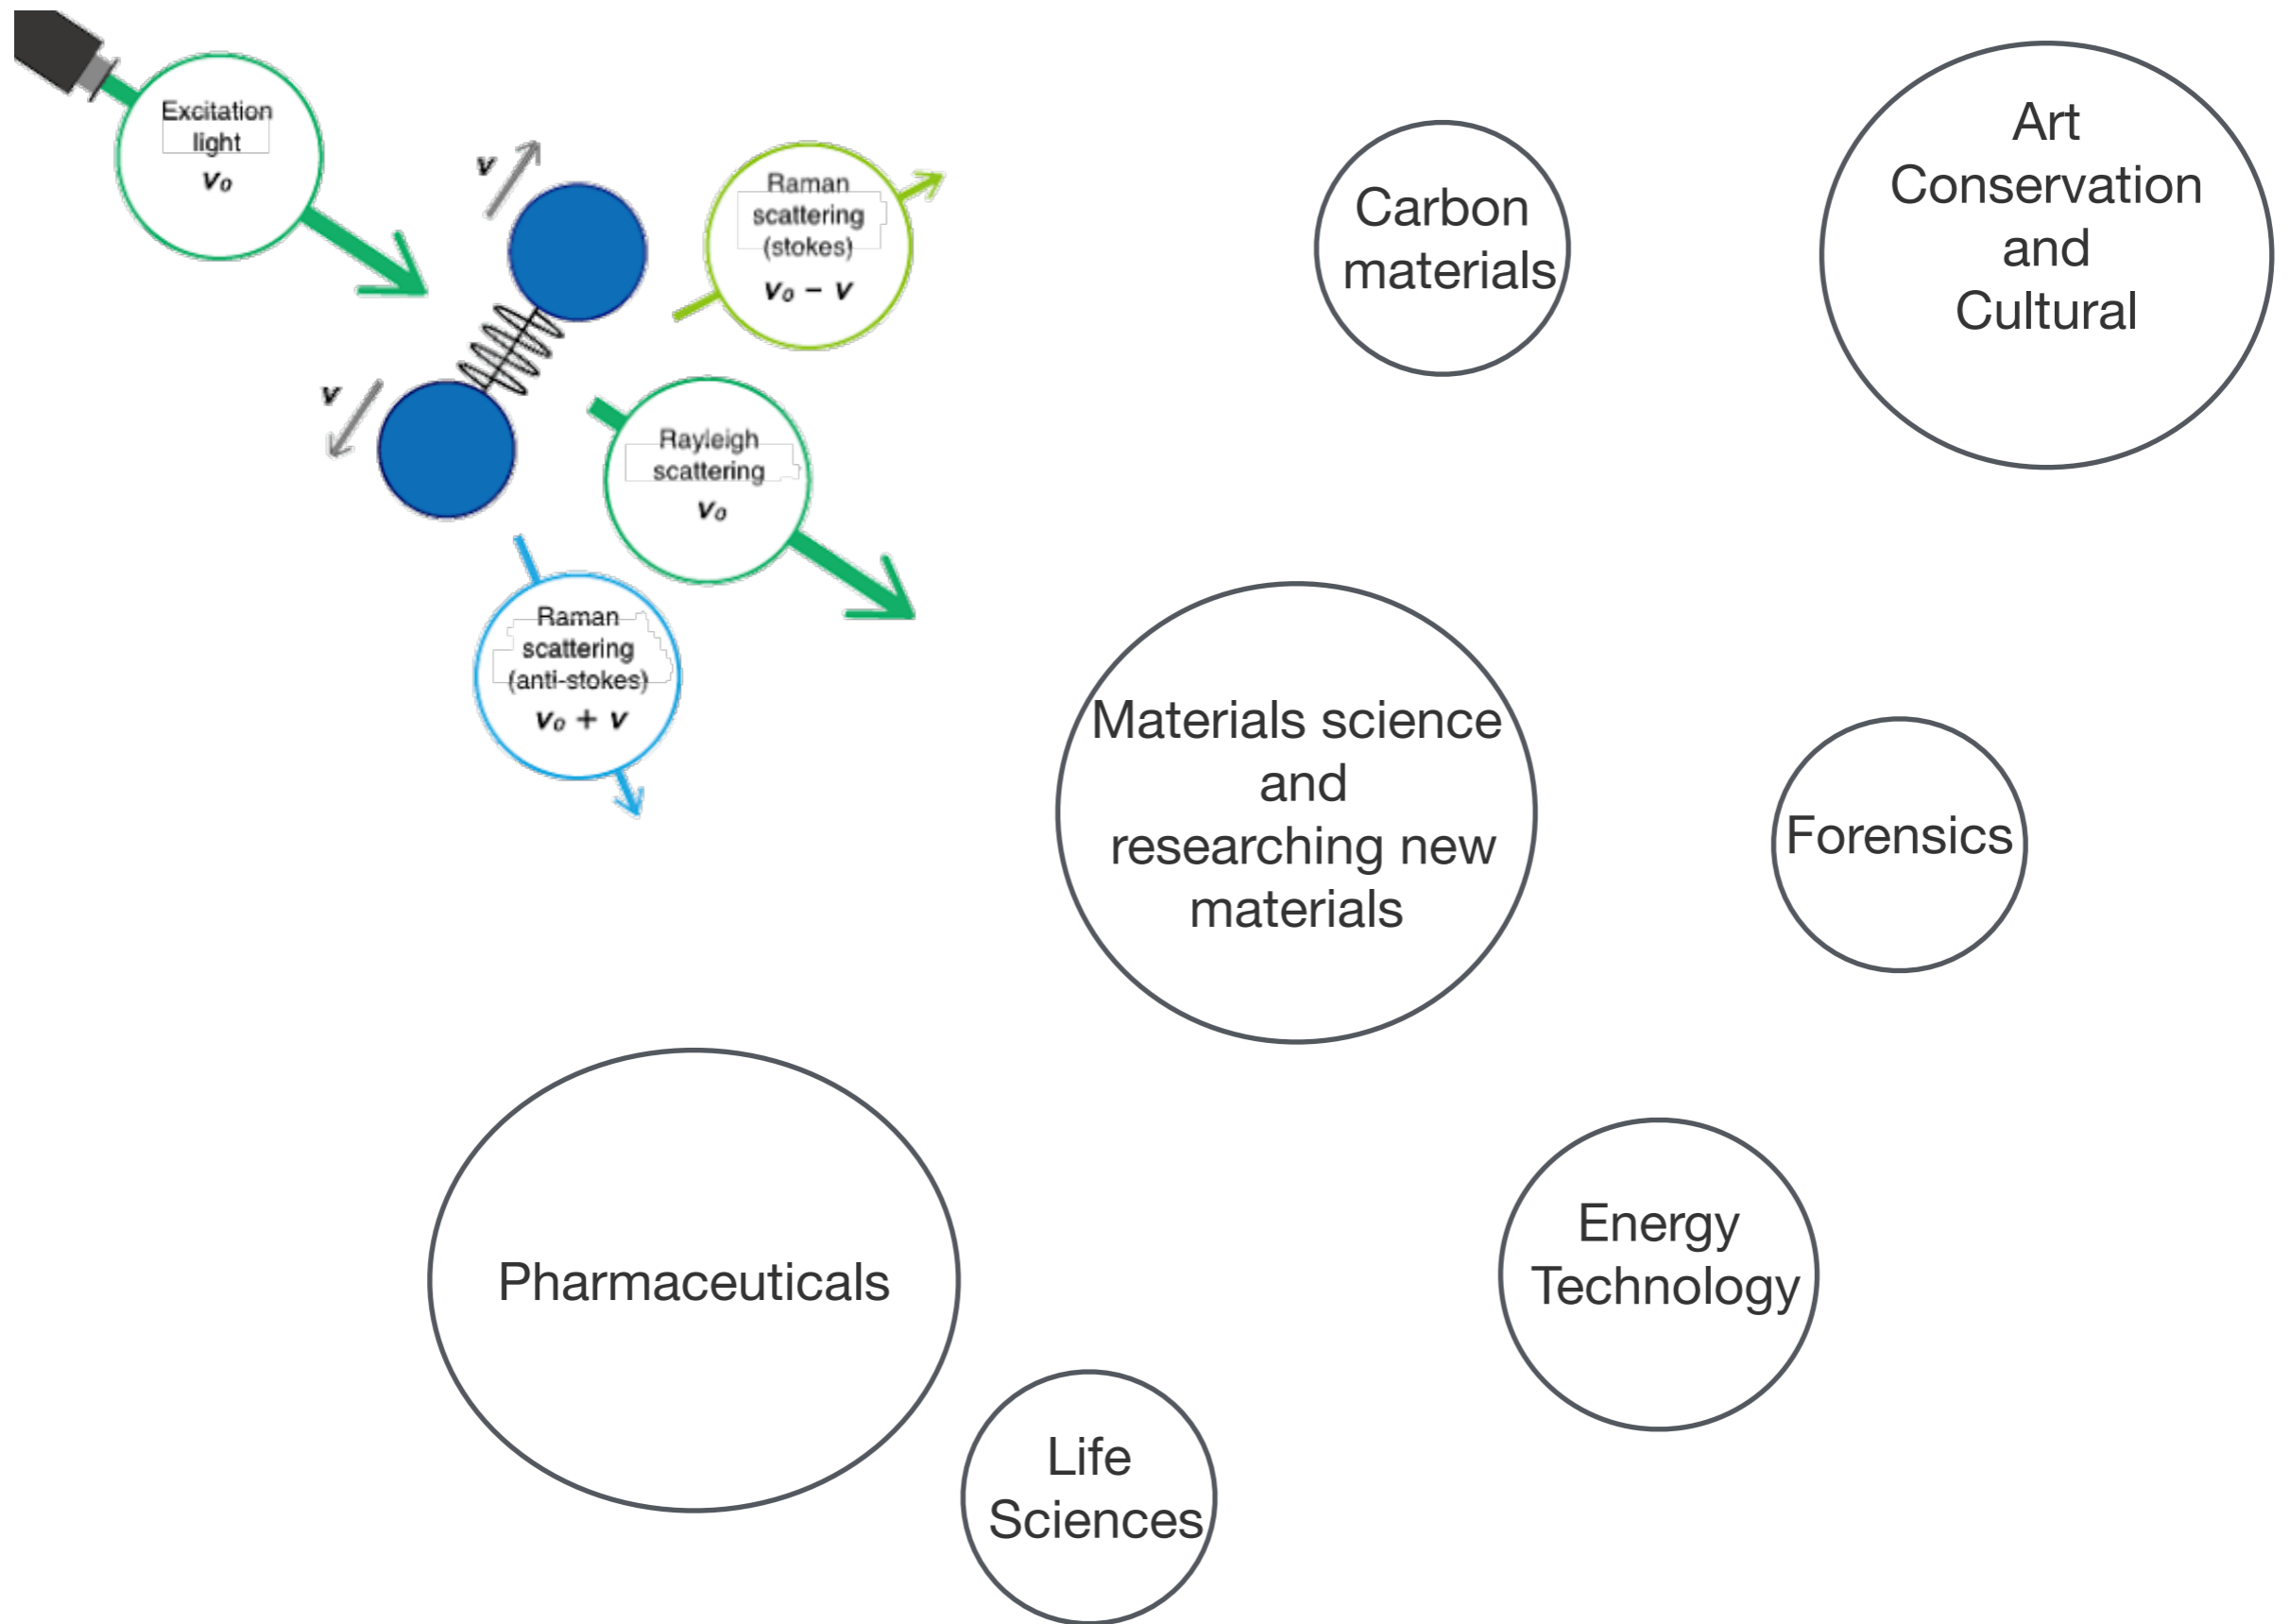 Excitation
light
ν₀
ν
ν
Raman
scattering
(stokes)
ν₀ − ν
Rayleigh
scattering
ν₀
Raman
scattering
(anti-stokes)
ν₀ + ν
Carbon
materials
Art
Conservation
and
Cultural
Materials science
and
researching new
materials
Forensics
Pharmaceuticals
Energy
Technology
Life
Sciences